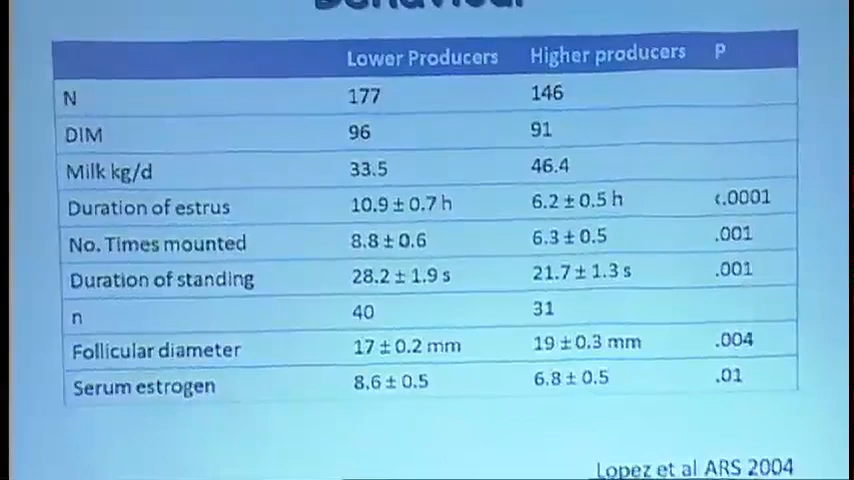 Behaviour
Lower Producers Higher producers P
N 177 146
DIM 96 91
Milk kg/d 33.5 46.4
Duration of estrus 10.9 ± 0.7 h 6.2 ± 0.5 h <.0001
No. Times mounted 8.8 ± 0.6 6.3 ± 0.5 .001
Duration of standing 28.2 ± 1.9 s 21.7 ± 1.3 s .001
n 40 31
Follicular diameter 17 ± 0.2 mm 19 ± 0.3 mm .004
Serum estrogen 8.6 ± 0.5 6.8 ± 0.5 .01
Lopez et al ARS 2004